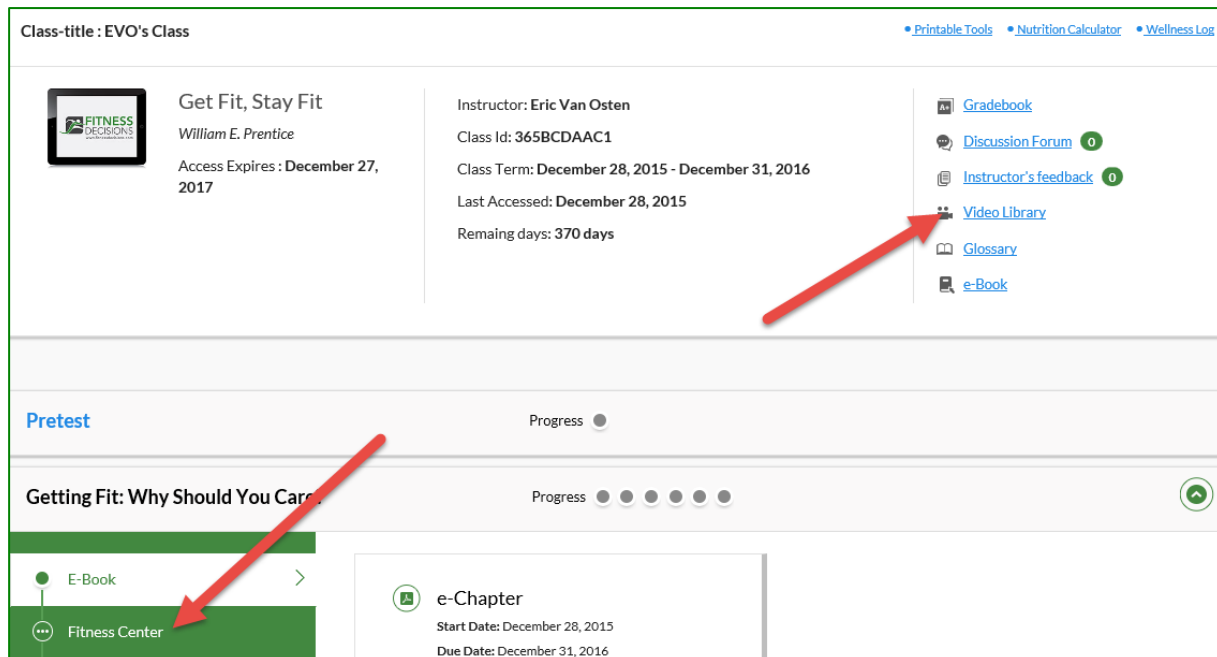 Class-title : EVO's Class
Printable Tools
Nutrition Calculator
Wellness Log
FITNESS
DECISIONS
Get Fit, Stay Fit
William E. Prentice
Access Expires : December 27,
2017
Instructor: Eric Van Osten
Class Id: 365BCDAAC1
Class Term: December 28, 2015 - December 31, 2016
Last Accessed: December 28, 2015
Remaing days: 370 days
A+
Gradebook
Discussion Forum 0
Instructor's feedback 0
Video Library
Glossary
e-Book
Pretest
Progress
Getting Fit: Why Should You Care?
Progress
E-Book
Fitness Center
e-Chapter
Start Date: December 28, 2015
Due Date: December 31, 2016